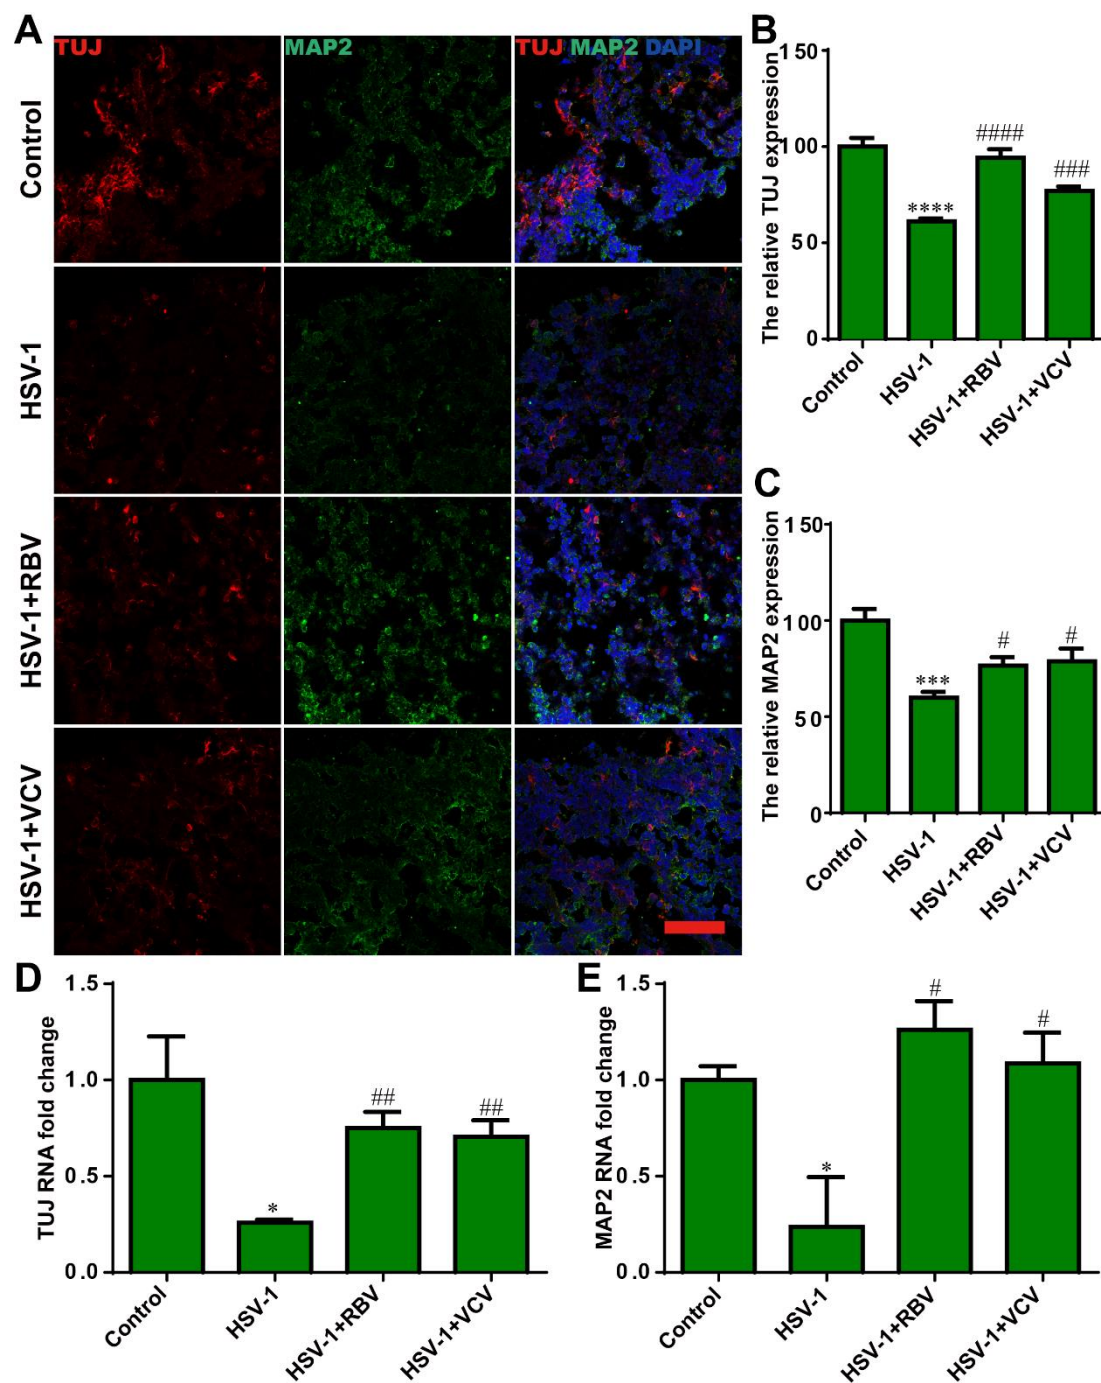 A
TUJ
MAP2
TUJ MAP2 DAPI
Control
HSV-1
HSV-1+RBV
HSV-1+VCV
B
The relative TUJ expression
150
100
50
0
****
####
###
Control
HSV-1
HSV-1+RBV
HSV-1+VCV
C
The relative MAP2 expression
150
100
50
0
***
#
#
Control
HSV-1
HSV-1+RBV
HSV-1+VCV
D
TUJ RNA fold change
1.5
1.0
0.5
0.0
*
##
##
Control
HSV-1
HSV-1+RBV
HSV-1+VCV
E
MAP2 RNA fold change
1.5
1.0
0.5
0.0
*
#
#
Control
HSV-1
HSV-1+RBV
HSV-1+VCV